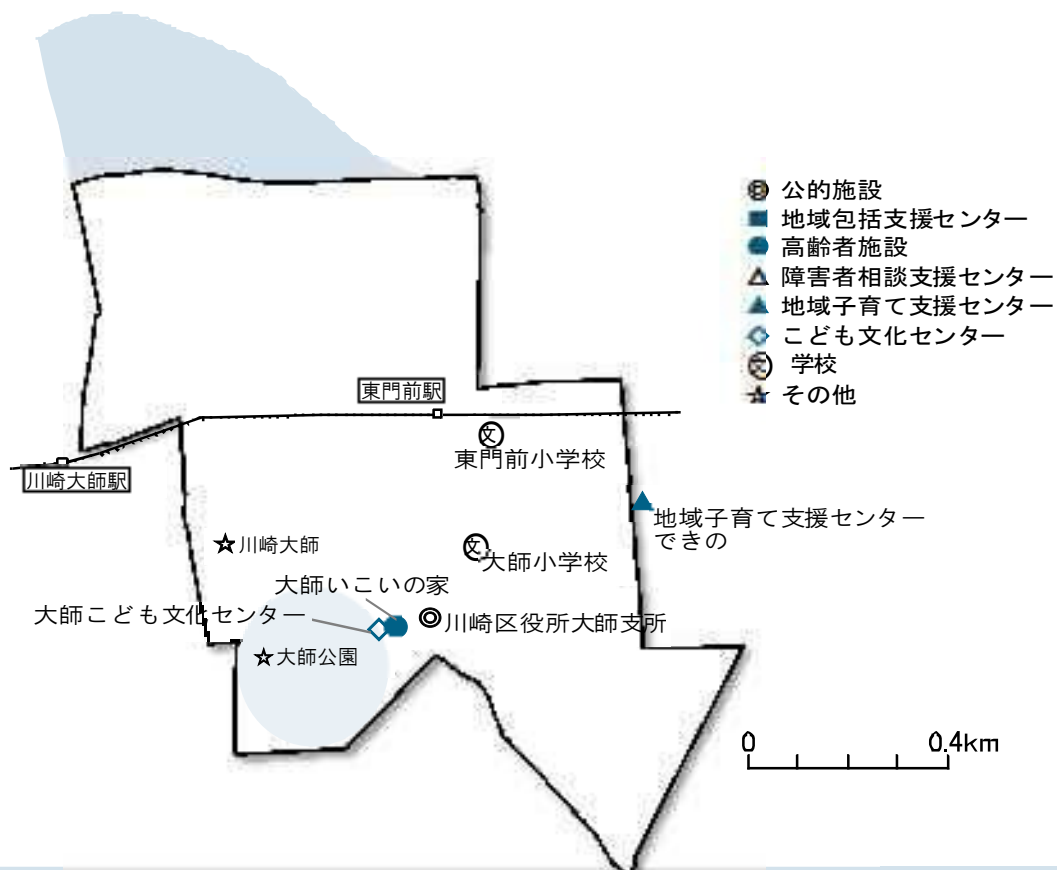 公的施設
地域包括支援センター
高齢者施設
障害者相談支援センター
地域子育て支援センター
こども文化センター
文 学校
その他
東門前駅
文
東門前小学校
川崎大師駅
地域子育て支援センター
できの
川崎大師
文
大師小学校
大師いこいの家
大師こども文化センター
川崎区役所大師支所
大師公園
0 0.4km